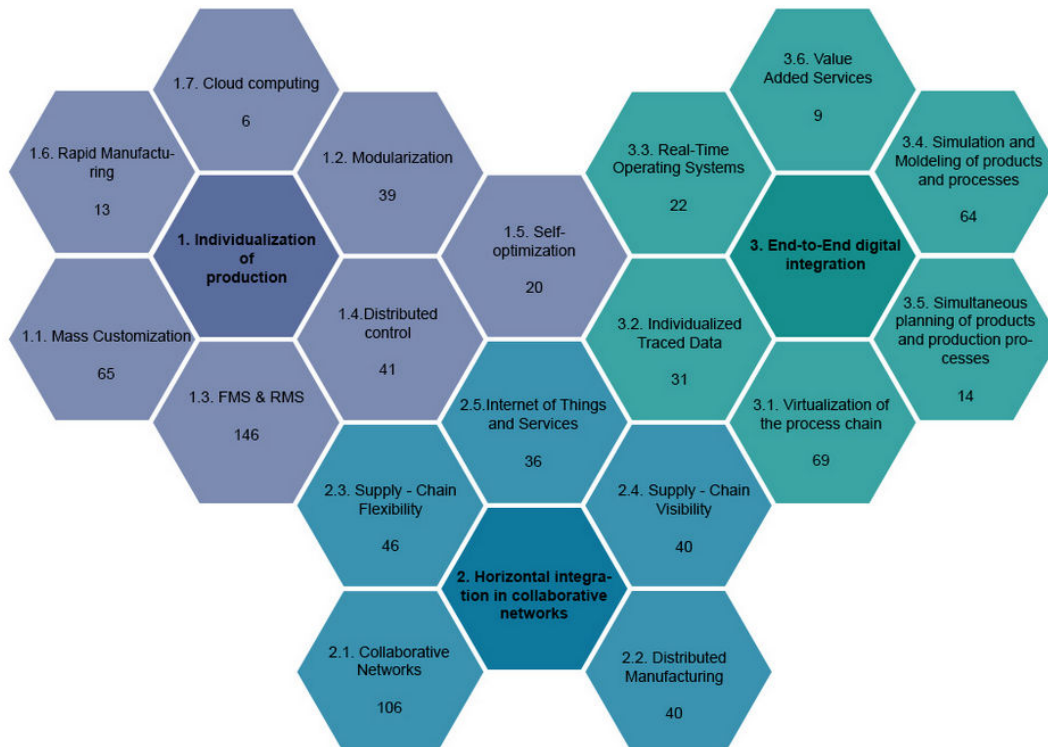 1.7. Cloud computing
6
3.6. Value
Added Services
9
1.6. Rapid Manufactu-
ring
13
1.2. Modularization
39
3.3. Real-Time
Operating Systems
22
3.4. Simulation and
Moldeling of products
and processes
64
1. Individualization
of
production
1.5. Self-
optimization
20
3. End-to-End digital
integration
1.1. Mass Customization
65
1.4.Distributed
control
41
3.2. Individualized
Traced Data
31
3.5. Simultaneous
planning of products
and production pro-
cesses
14
1.3. FMS & RMS
146
2.5.Internet of Things
and Services
36
3.1. Virtualization of
the process chain
69
2.3. Supply - Chain
Flexibility
46
2.4. Supply - Chain
Visibility
40
2. Horizontal integra-
tion in collaborative
networks
2.1. Collaborative
Networks
106
2.2. Distributed
Manufacturing
40